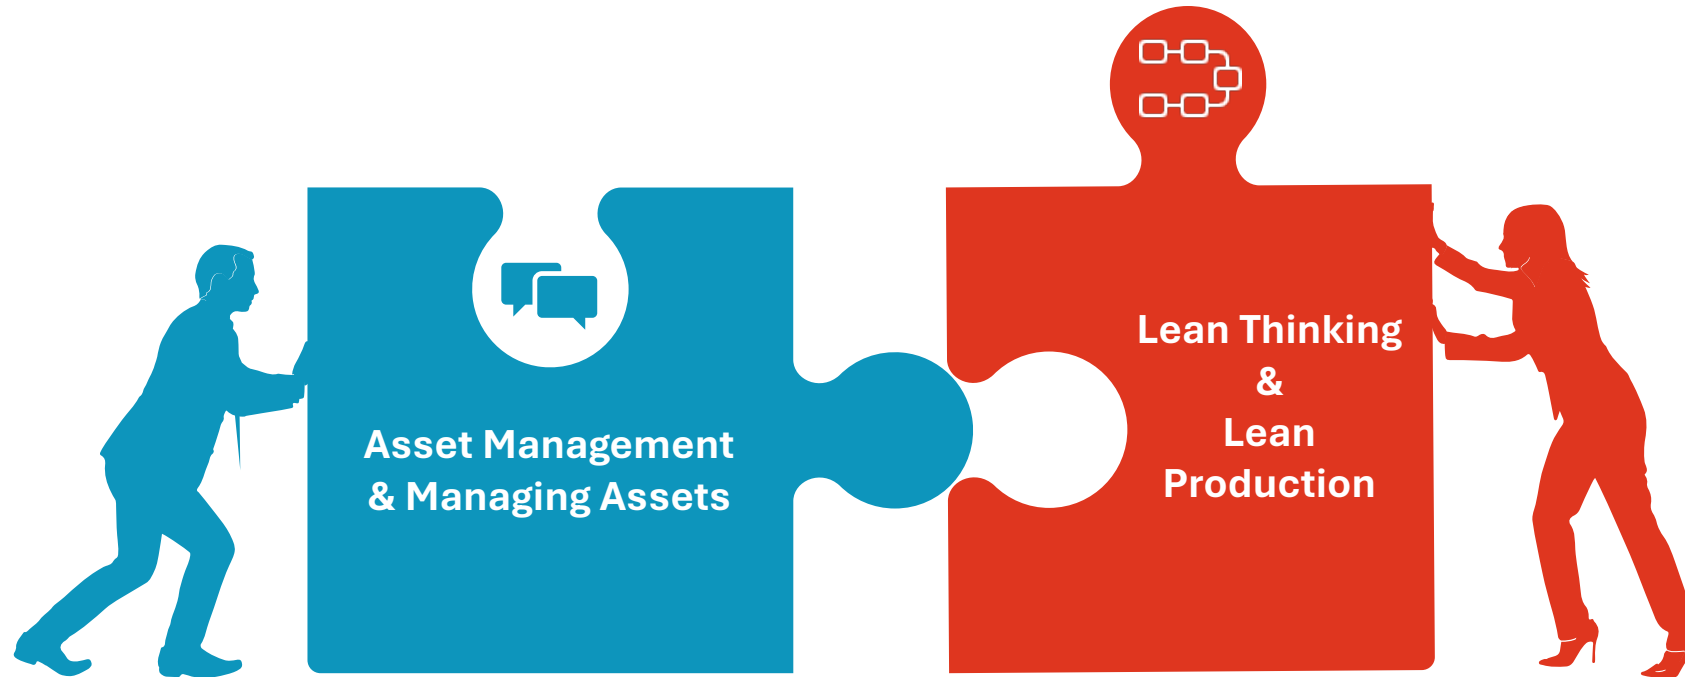 Asset Management
& Managing Assets
Lean Thinking
&
Lean
Production